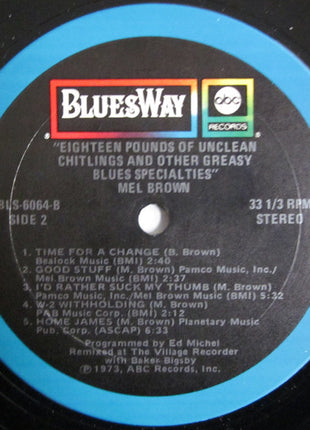 BLUESWAY
abc
RECORDS
"EIGHTEEN POUNDS OF UNCLEAN
CHITLINGS AND OTHER GREASY
BLUES SPECIALTIES"
MEL BROWN
BLS-6064-B
SIDE 2
33 1/3 RPM
STEREO
1. TIME FOR A CHANGE (B. Brown)
Bealock Music (BMI) 2:40
2. GOOD STUFF (M. Brown) Pamco Music, Inc./
Mel Brown Music (BMI) 2:37
3. I'D RATHER SUCK MY THUMB (M. Brown)
Pamco Music, Inc./Mel Brown Music (BMI) 5:32
4. W-2 WITHHOLDING (M. Brown)
P&B Music Corp. (BMI) 2:12
5. HOME JAMES (M. Brown) Planetary Music
Pub. Corp. (ASCAP) 6:33
Programmed by Ed Michel
Remixed at The Village Recorder
with Baker Bigsby
℗1973, ABC Records, Inc.